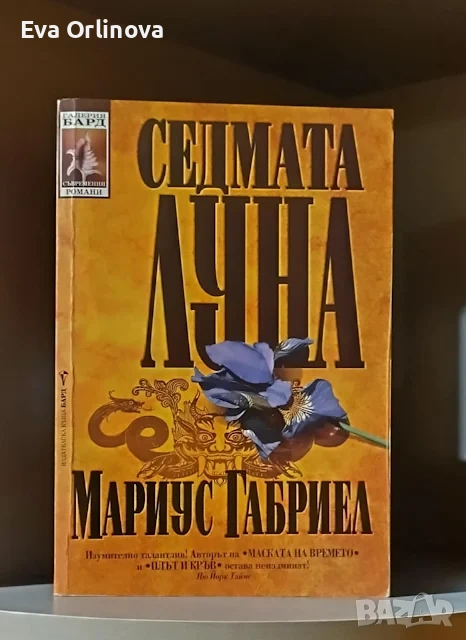 Eva Orlinova
ГАЛЕРИЯ
БАРД
СЪВРЕМЕННИ
РОМАНИ
СЕДМАТА
ЛУНА
ИЗДАТЕЛСКА КЪЩА БАРД
МАРИУС ГАБРИЕЛ
Изумително талантлив! Авторът на •МАСКАТА НА ВРЕМЕТО•
и •ПЛЪТ И КРЪВ• остава ненадминат!
Ню Йорк Таймс
BAZAR.BG